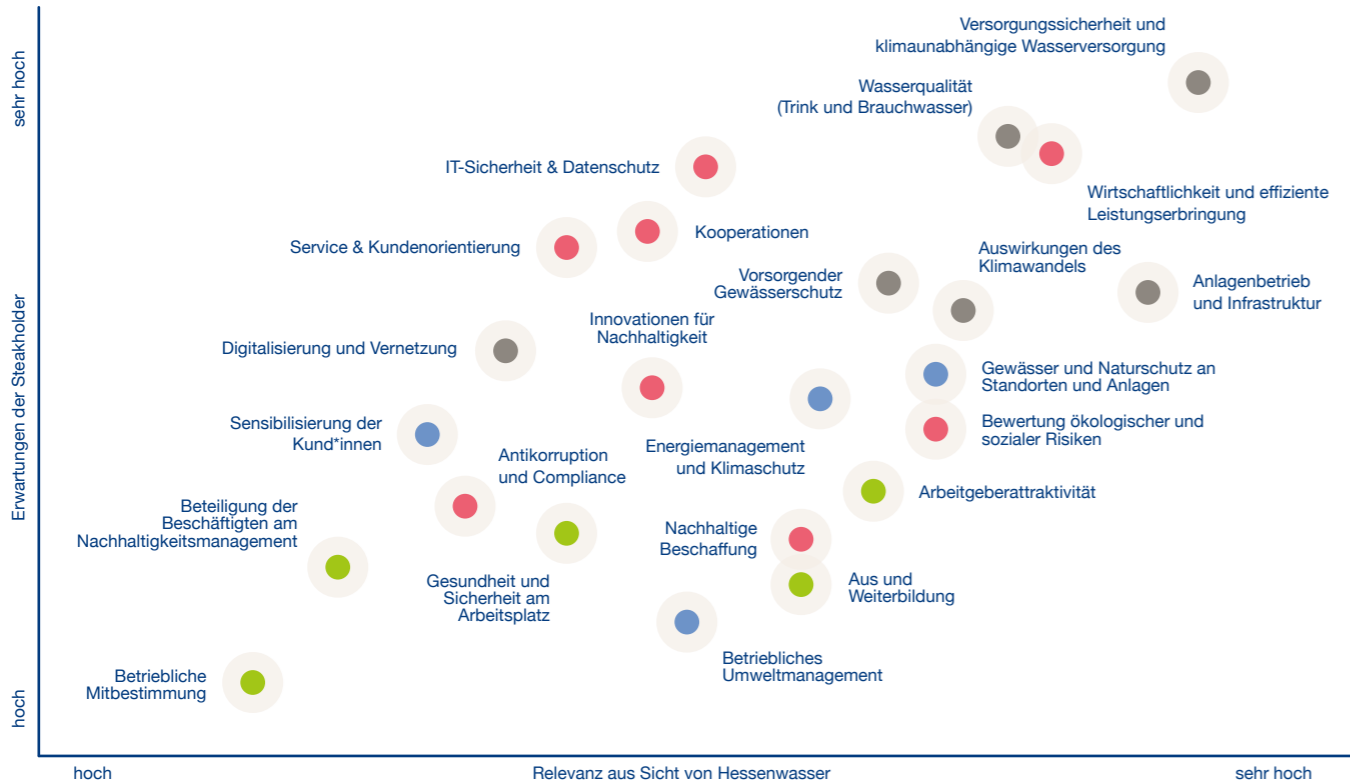 Versorgungssicherheit und
klimaunabhängige Wasserversorgung
Wasserqualität
(Trink und Brauchwasser)
IT-Sicherheit & Datenschutz
Wirtschaftlichkeit und effiziente
Leistungserbringung
Service & Kundenorientierung
Kooperationen
Auswirkungen des
Klimawandels
Vorsorgender
Gewässerschutz
Anlagenbetrieb
und Infrastruktur
Innovationen für
Nachhaltigkeit
Digitalisierung und Vernetzung
Gewässer und Naturschutz an
Standorten und Anlagen
Sensibilisierung der
Kund*innen
Bewertung ökologischer und
sozialer Risiken
Energiemanagement
und Klimaschutz
Antikorruption
und Compliance
Arbeitgeberattraktivität
Beteiligung der
Beschäftigten am
Nachhaltigkeitsmanagement
Nachhaltige
Beschaffung
Gesundheit und
Sicherheit am
Arbeitsplatz
Aus und
Weiterbildung
Betriebliches
Umweltmanagement
Betriebliche
Mitbestimmung
sehr hoch
Erwartungen der Steakholder
hoch
hoch
Relevanz aus Sicht von Hessenwasser
sehr hoch